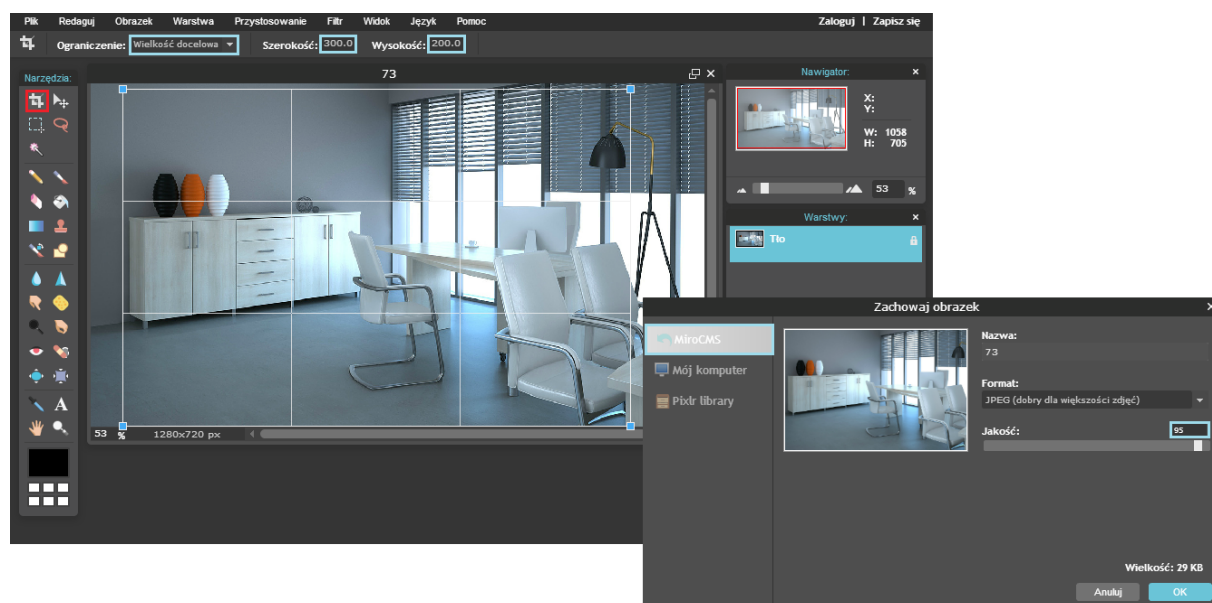 Plik Redaguj Obrazek Warstwa Przystosowanie Filtr Widok Język Pomoc Zaloguj | Zapisz się
Ograniczenie: Wielkość docelowa Szerokość: 300.0 Wysokość: 200.0
Narzędzia:
73
Nawigator:
X:
Y:
W: 1058
H: 705
53 %
Warstwy:
Tło
A
53 % 1280x720 px
Zachowaj obrazek
MiroCMS
Mój komputer
Pixlr library
Nazwa:
73
Format:
JPEG (dobry dla większości zdjęć)
Jakość: 95
Wielkość: 29 KB
Anuluj OK